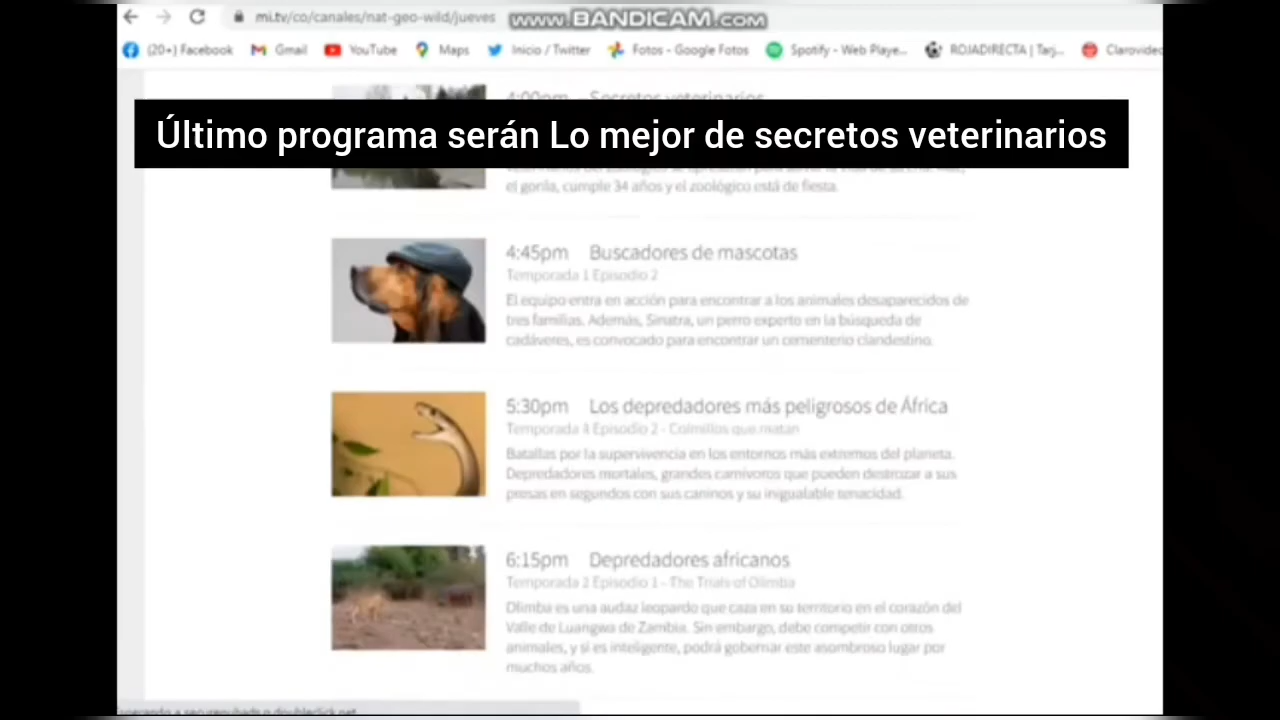 mi.tv/co/canales/nat-geo-wild/jueves
www.BANDICAM.com
(20+) Facebook Gmail YouTube Maps Inicio / Twitter Fotos - Google Fotos Spotify - Web Playe... ROJADIRECTA | Tarj... Clarovideo
4:00pm Secretos veterinarios
Último programa serán Lo mejor de secretos veterinarios
el gorila, cumple 34 años y el zoológico está de fiesta.
4:45pm Buscadores de mascotas
Temporada 1 Episodio 2
El equipo entra en acción para encontrar a los animales desaparecidos de
tres familias. Además, Sinatra, un perro experto en la búsqueda de
cadáveres, es convocado para encontrar un cementerio clandestino.
5:30pm Los depredadores más peligrosos de África
Temporada 4 Episodio 2 - Colmillos que matan
Batallas por la supervivencia en los entornos más extremos del planeta.
Depredadores mortales, grandes carnívoros que pueden destrozar a sus
presas en segundos con sus caninos y su inigualable tenacidad.
6:15pm Depredadores africanos
Temporada 2 Episodio 1 - The Trials of Olimba
Olimba es una audaz leopardo que caza en su territorio en el corazón del
Valle de Luangwa de Zambia. Sin embargo, debe competir con otros
animales, y si es inteligente, podrá gobernar este asombroso lugar por
muchos años.